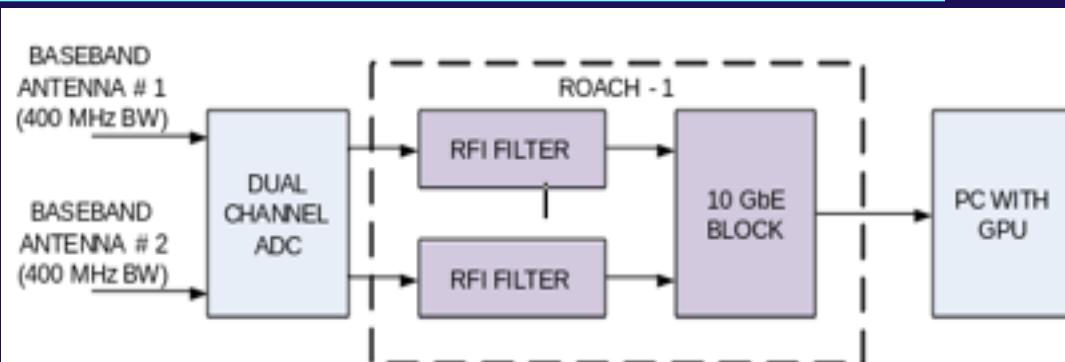 BASEBAND
ANTENNA # 1
(400 MHz BW)
BASEBAND
ANTENNA # 2
(400 MHz BW)
DUAL
CHANNEL
ADC
ROACH - 1
RFI FILTER
RFI FILTER
10 GbE
BLOCK
PC WITH
GPU